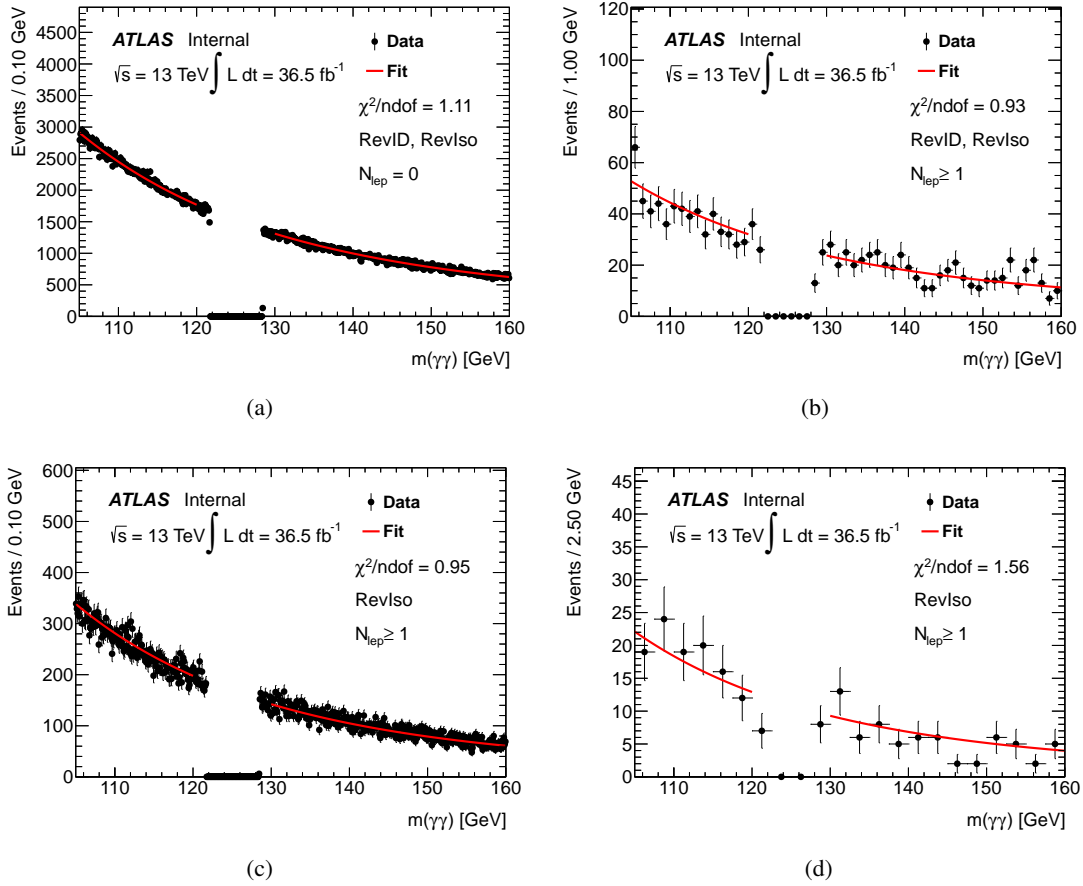 Events / 0.10 GeV
4500
4000
3500
3000
2500
2000
1500
1000
500
0
ATLAS Internal
√s = 13 TeV ∫ L dt = 36.5 fb⁻¹
Data
Fit
χ²/ndof = 1.11
RevID, RevIso
N_lep = 0
110 120 130 140 150 160
m(γγ) [GeV]
(a)
Events / 1.00 GeV
120
100
80
60
40
20
0
ATLAS Internal
√s = 13 TeV ∫ L dt = 36.5 fb⁻¹
Data
Fit
χ²/ndof = 0.93
RevID, RevIso
N_lep ≥ 1
110 120 130 140 150 160
m(γγ) [GeV]
(b)
Events / 0.10 GeV
600
500
400
300
200
100
0
ATLAS Internal
√s = 13 TeV ∫ L dt = 36.5 fb⁻¹
Data
Fit
χ²/ndof = 0.95
RevIso
N_lep ≥ 1
110 120 130 140 150 160
m(γγ) [GeV]
(c)
Events / 2.50 GeV
45
40
35
30
25
20
15
10
5
0
ATLAS Internal
√s = 13 TeV ∫ L dt = 36.5 fb⁻¹
Data
Fit
χ²/ndof = 1.56
RevIso
N_lep ≥ 1
110 120 130 140 150 160
m(γγ) [GeV]
(d)